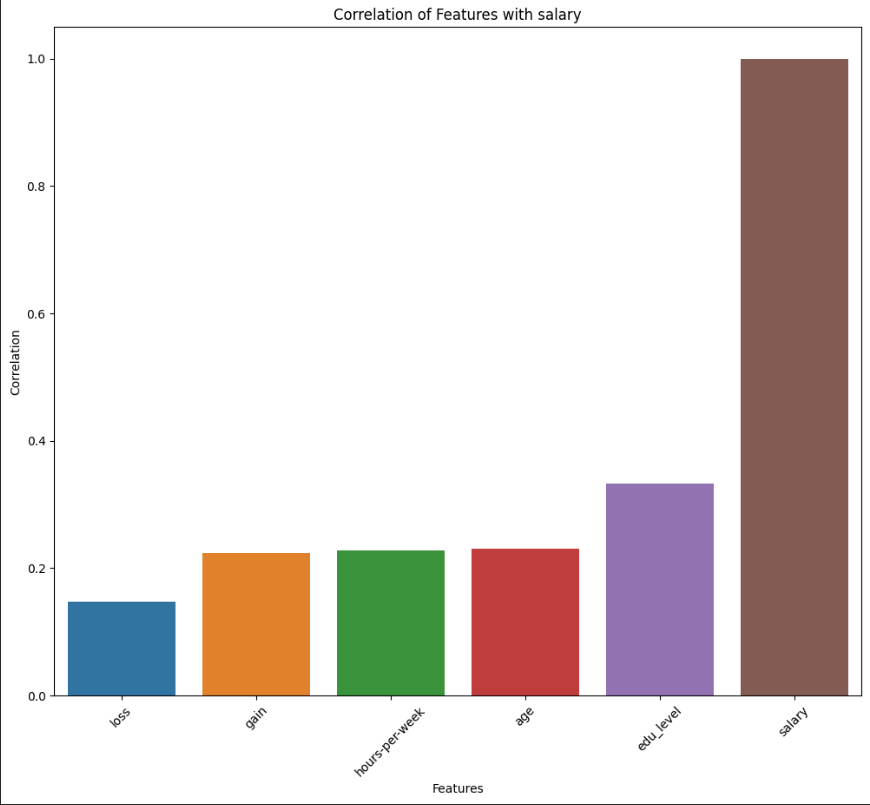 Correlation of Features with salary
Correlation
1.0
0.8
0.6
0.4
0.2
0.0
loss
gain
hours-per-week
age
edu_level
salary
Features